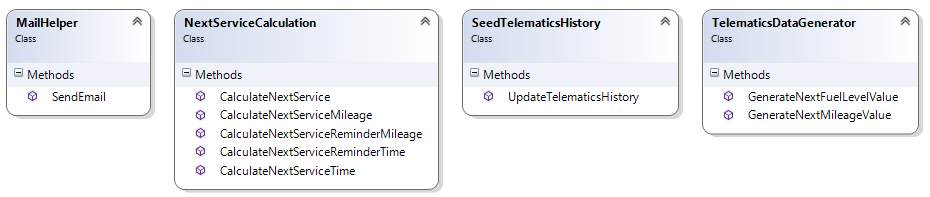 MailHelper
Class
Methods
SendEmail
NextServiceCalculation
Class
Methods
CalculateNextService
CalculateNextServiceMileage
CalculateNextServiceReminderMileage
CalculateNextServiceReminderTime
CalculateNextServiceTime
SeedTelematicsHistory
Class
Methods
UpdateTelematicsHistory
TelematicsDataGenerator
Class
Methods
GenerateNextFuelLevelValue
GenerateNextMileageValue